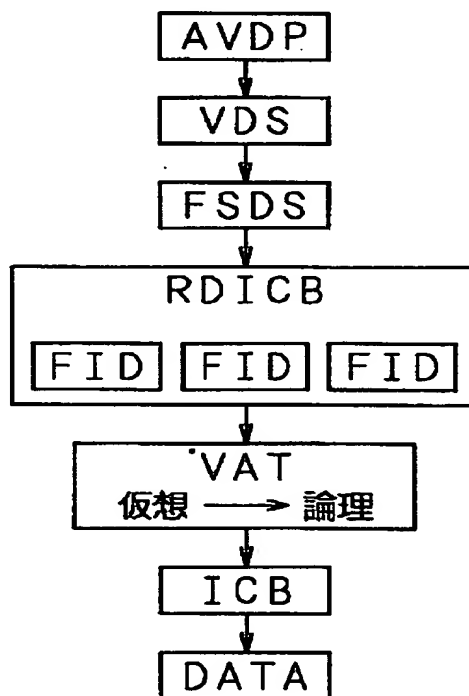 AVDP
VDS
FSDS
RDICB
FID FID FID
VAT
仮想 → 論理
ICB
DATA